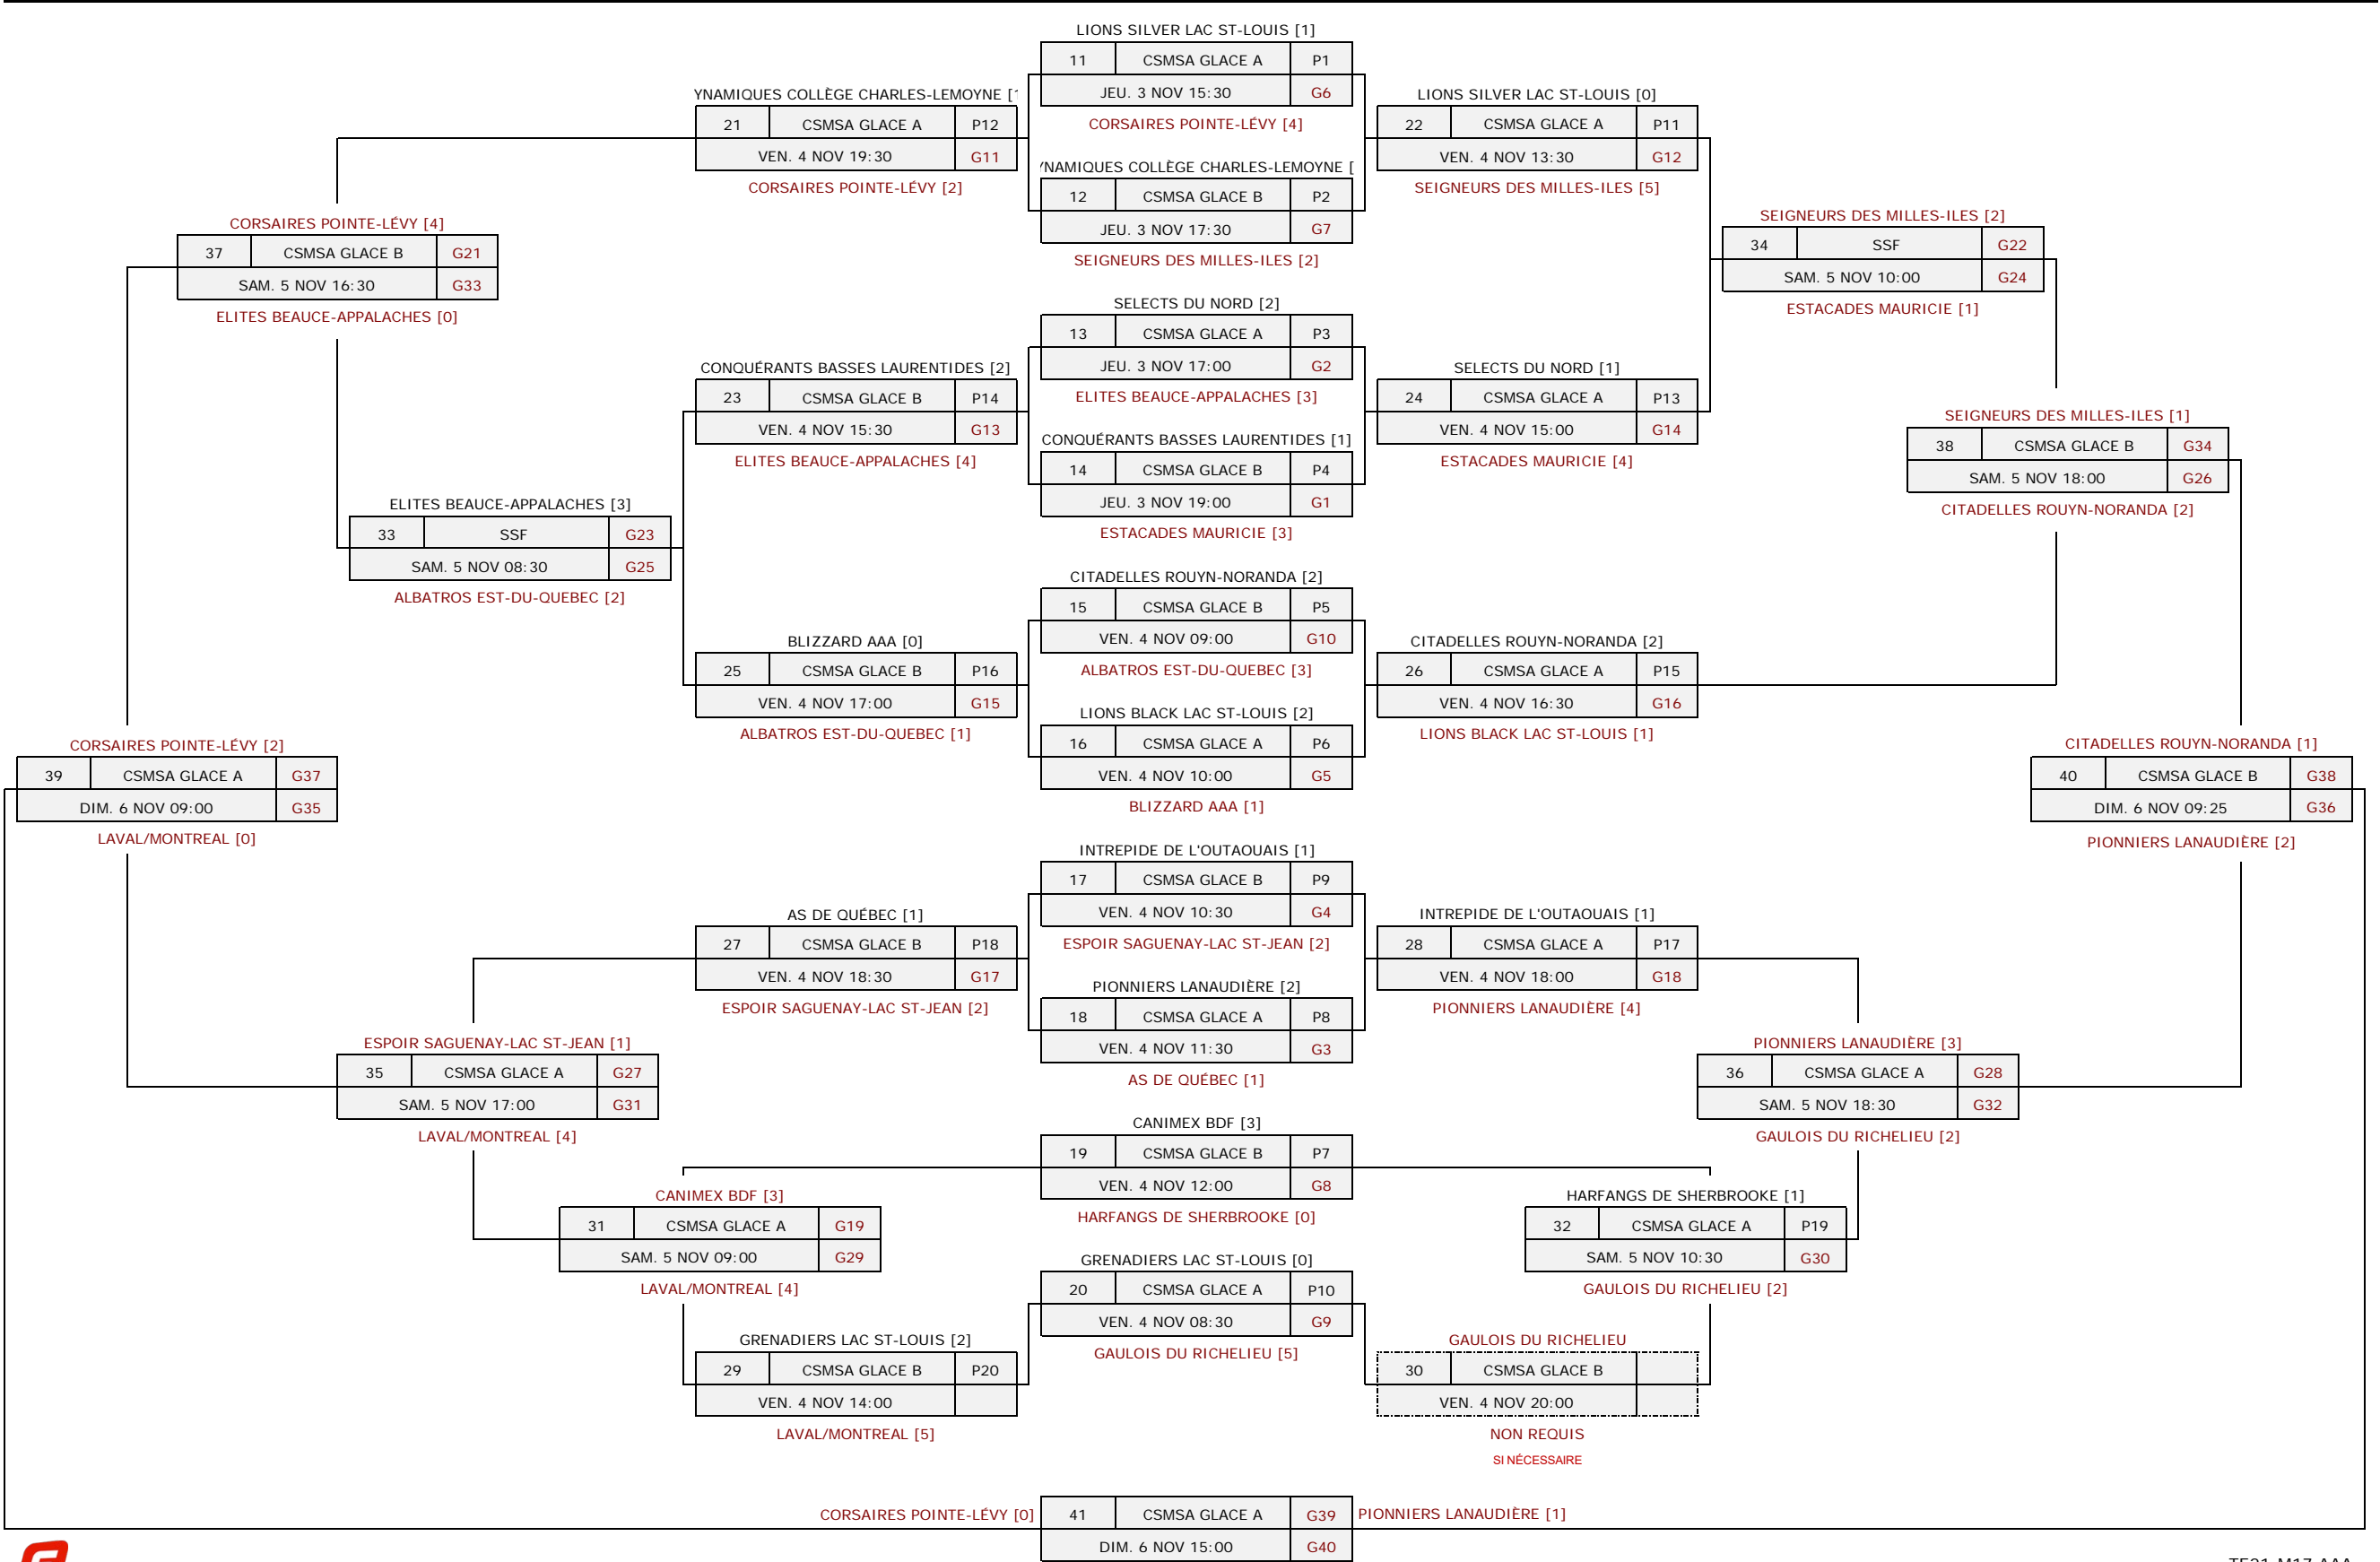 LIONS SILVER LAC ST-LOUIS [1]
11 CSMSA GLACE A P1
JEU. 3 NOV 15:30 G6
CORSAIRES POINTE-LÉVY [4]
YNAMIQUES COLLÈGE CHARLES-LEMOYNE [1
21 CSMSA GLACE A P12
VEN. 4 NOV 19:30 G11
CORSAIRES POINTE-LÉVY [2]
LIONS SILVER LAC ST-LOUIS [0]
22 CSMSA GLACE A P11
VEN. 4 NOV 13:30 G12
SEIGNEURS DES MILLES-ILES [5]
YNAMIQUES COLLÈGE CHARLES-LEMOYNE [
12 CSMSA GLACE B P2
JEU. 3 NOV 17:30 G7
SEIGNEURS DES MILLES-ILES [2]
CORSAIRES POINTE-LÉVY [4]
37 CSMSA GLACE B G21
SAM. 5 NOV 16:30 G33
ELITES BEAUCE-APPALACHES [0]
SEIGNEURS DES MILLES-ILES [2]
34 SSF G22
SAM. 5 NOV 10:00 G24
ESTACADES MAURICIE [1]
SELECTS DU NORD [2]
13 CSMSA GLACE A P3
JEU. 3 NOV 17:00 G2
ELITES BEAUCE-APPALACHES [3]
CONQUÉRANTS BASSES LAURENTIDES [2]
23 CSMSA GLACE B P14
VEN. 4 NOV 15:30 G13
ELITES BEAUCE-APPALACHES [4]
SELECTS DU NORD [1]
24 CSMSA GLACE A P13
VEN. 4 NOV 15:00 G14
ESTACADES MAURICIE [4]
CONQUÉRANTS BASSES LAURENTIDES [1]
14 CSMSA GLACE B P4
JEU. 3 NOV 19:00 G1
ESTACADES MAURICIE [3]
SEIGNEURS DES MILLES-ILES [1]
38 CSMSA GLACE B G34
SAM. 5 NOV 18:00 G26
CITADELLES ROUYN-NORANDA [2]
ELITES BEAUCE-APPALACHES [3]
33 SSF G23
SAM. 5 NOV 08:30 G25
ALBATROS EST-DU-QUEBEC [2]
CITADELLES ROUYN-NORANDA [2]
15 CSMSA GLACE B P5
VEN. 4 NOV 09:00 G10
ALBATROS EST-DU-QUEBEC [3]
BLIZZARD AAA [0]
25 CSMSA GLACE B P16
VEN. 4 NOV 17:00 G15
ALBATROS EST-DU-QUEBEC [1]
CITADELLES ROUYN-NORANDA [2]
26 CSMSA GLACE A P15
VEN. 4 NOV 16:30 G16
LIONS BLACK LAC ST-LOUIS [1]
LIONS BLACK LAC ST-LOUIS [2]
16 CSMSA GLACE A P6
VEN. 4 NOV 10:00 G5
BLIZZARD AAA [1]
CORSAIRES POINTE-LÉVY [2]
39 CSMSA GLACE A G37
DIM. 6 NOV 09:00 G35
LAVAL/MONTREAL [0]
CITADELLES ROUYN-NORANDA [1]
40 CSMSA GLACE B G38
DIM. 6 NOV 09:25 G36
PIONNIERS LANAUDIÈRE [2]
INTREPIDE DE L'OUTAOUAIS [1]
17 CSMSA GLACE B P9
VEN. 4 NOV 10:30 G4
ESPOIR SAGUENAY-LAC ST-JEAN [2]
AS DE QUÉBEC [1]
27 CSMSA GLACE B P18
VEN. 4 NOV 18:30 G17
ESPOIR SAGUENAY-LAC ST-JEAN [2]
INTREPIDE DE L'OUTAOUAIS [1]
28 CSMSA GLACE A P17
VEN. 4 NOV 18:00 G18
PIONNIERS LANAUDIÈRE [4]
PIONNIERS LANAUDIÈRE [2]
18 CSMSA GLACE A P8
VEN. 4 NOV 11:30 G3
AS DE QUÉBEC [1]
ESPOIR SAGUENAY-LAC ST-JEAN [1]
35 CSMSA GLACE A G27
SAM. 5 NOV 17:00 G31
LAVAL/MONTREAL [4]
PIONNIERS LANAUDIÈRE [3]
36 CSMSA GLACE A G28
SAM. 5 NOV 18:30 G32
GAULOIS DU RICHELIEU [2]
CANIMEX BDF [3]
19 CSMSA GLACE B P7
VEN. 4 NOV 12:00 G8
HARFANGS DE SHERBROOKE [0]
CANIMEX BDF [3]
31 CSMSA GLACE A G19
SAM. 5 NOV 09:00 G29
LAVAL/MONTREAL [4]
HARFANGS DE SHERBROOKE [1]
32 CSMSA GLACE A P19
SAM. 5 NOV 10:30 G30
GAULOIS DU RICHELIEU [2]
GRENADIERS LAC ST-LOUIS [0]
20 CSMSA GLACE A P10
VEN. 4 NOV 08:30 G9
GAULOIS DU RICHELIEU [5]
GRENADIERS LAC ST-LOUIS [2]
29 CSMSA GLACE B P20
VEN. 4 NOV 14:00
LAVAL/MONTREAL [5]
GAULOIS DU RICHELIEU
30 CSMSA GLACE B
VEN. 4 NOV 20:00
NON REQUIS
SI NÉCESSAIRE
CORSAIRES POINTE-LÉVY [0] 41 CSMSA GLACE A G39 PIONNIERS LANAUDIÈRE [1]
DIM. 6 NOV 15:00 G40